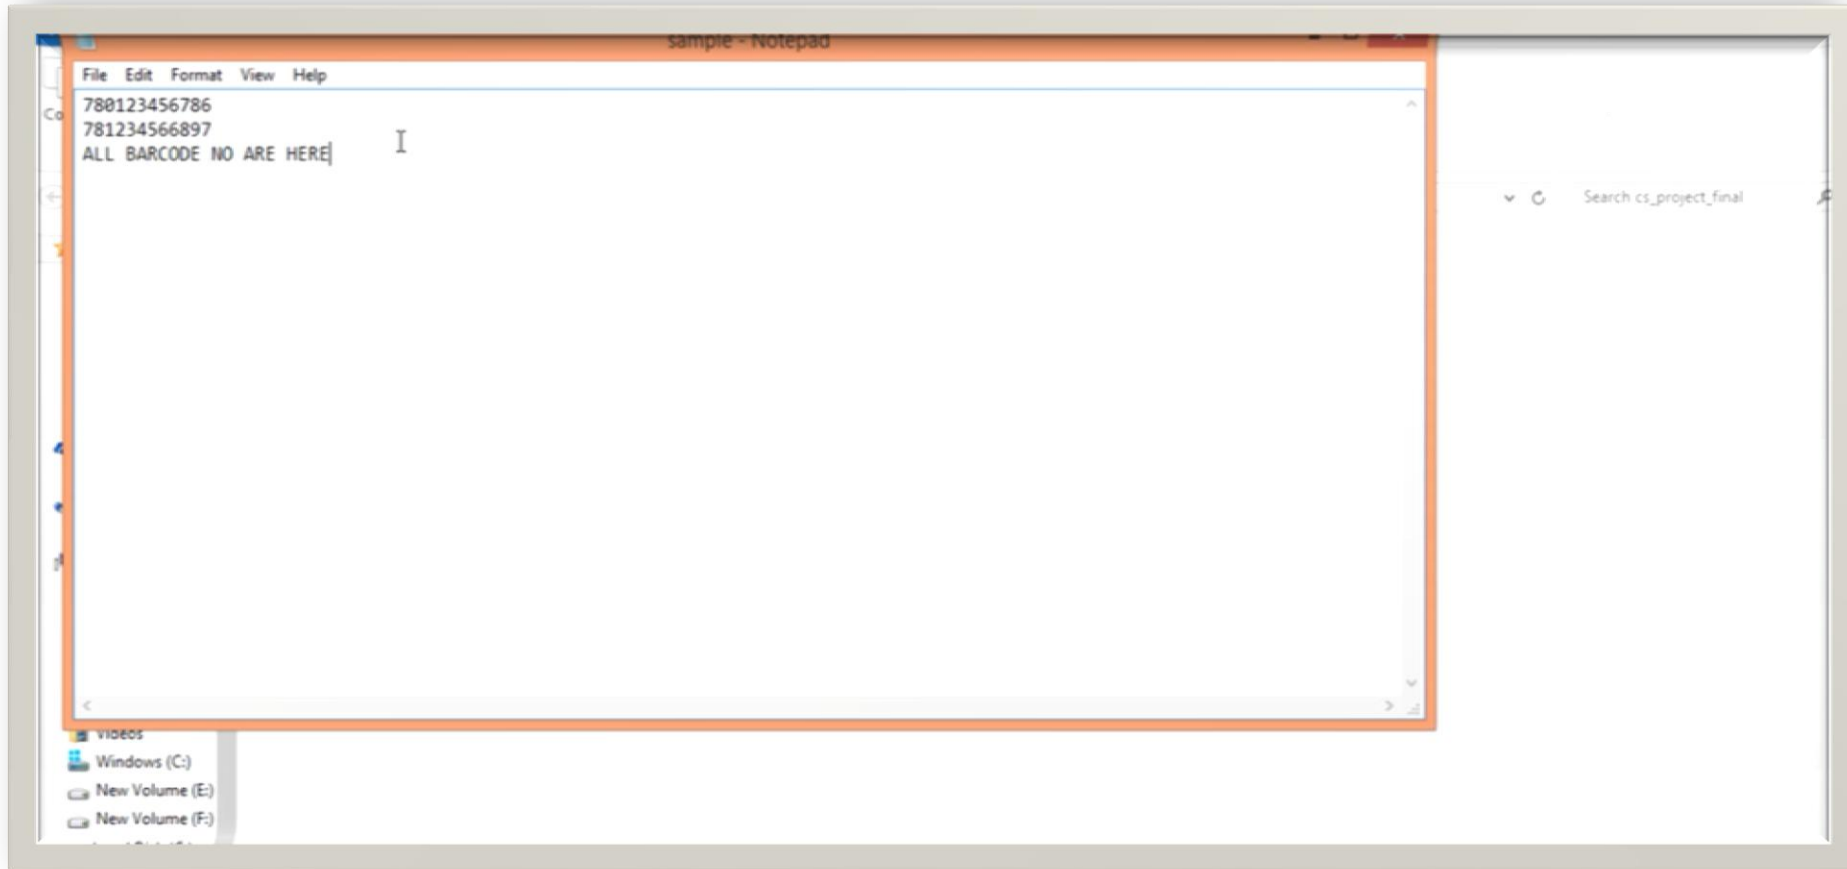 sample - Notepad
File Edit Format View Help
780123456786
781234566897
ALL BARCODE NO ARE HERE
Co
Search cs_project_final
Videos
Windows (C:)
New Volume (E:)
New Volume (F:)